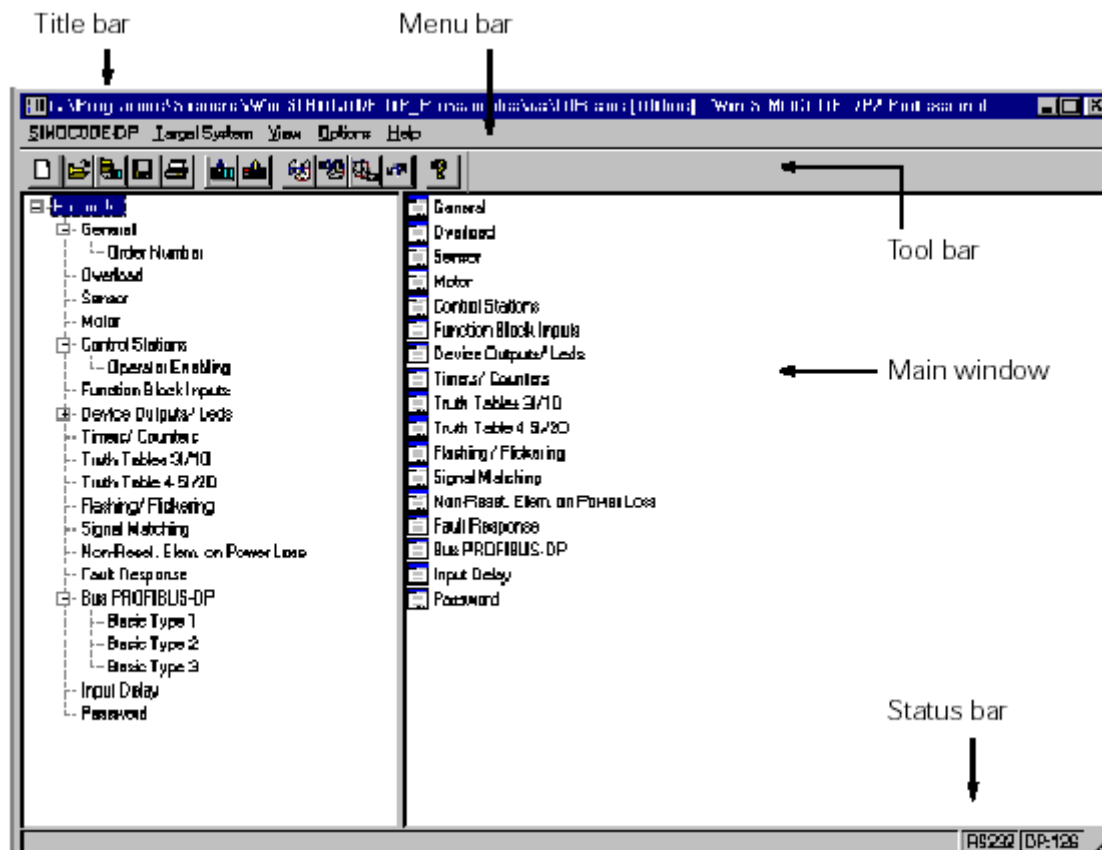 Title bar
Menu bar
SIMOCODE-DP Target System View Options Help
Tool bar
General
Order Number
Overload
Sensor
Motor
Control Stations
Operator Enabling
Function Block Inputs
Device Outputs/ Leds
Timers/ Counters
Truth Tables 3I/1O
Truth Table 4 5I/2O
Flashing/ Flickering
Signal Matching
Non-Reset. Elem. on Power Loss
Fault Response
Bus PROFIBUS-DP
Basic Type 1
Basic Type 2
Basic Type 3
Input Delay
Password
General
Overload
Sensor
Motor
Control Stations
Function Block Inputs
Device Outputs/ Leds
Timers/ Counters
Truth Tables 3I/1O
Truth Table 4 5I/2O
Flashing/ Flickering
Signal Matching
Non-Reset. Elem. on Power Loss
Fault Response
Bus PROFIBUS-DP
Input Delay
Password
Main window
Status bar
RS232 DP:126